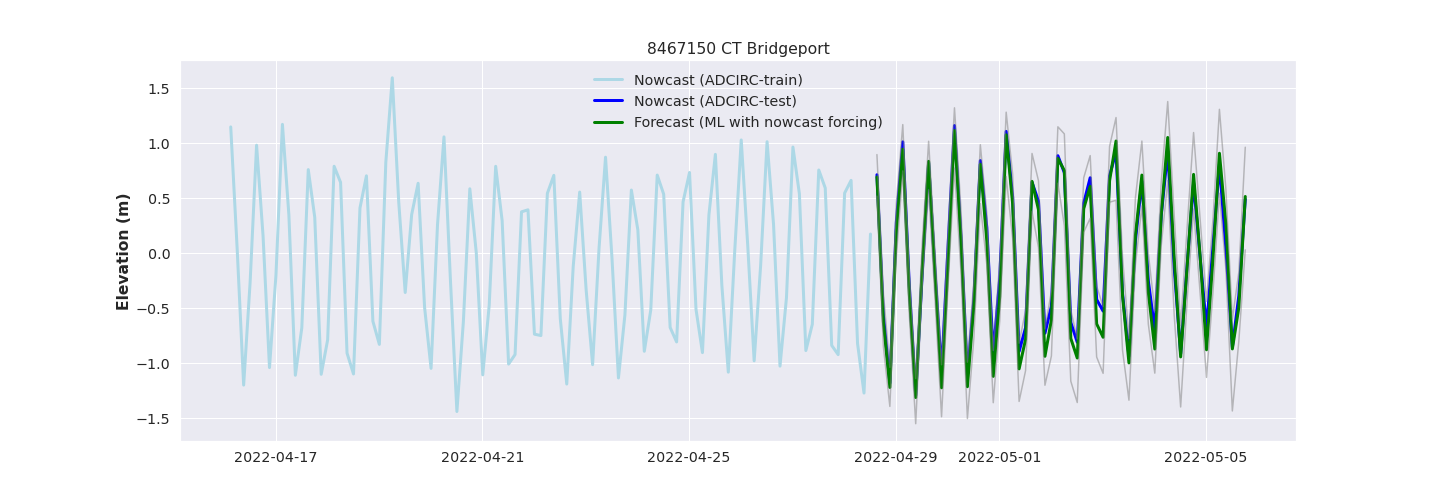 8467150 CT Bridgeport
Nowcast (ADCIRC-train)
Nowcast (ADCIRC-test)
Forecast (ML with nowcast forcing)
Elevation (m)
1.5
1.0
0.5
0.0
−0.5
−1.0
−1.5
2022-04-17 2022-04-21 2022-04-25 2022-04-29 2022-05-01 2022-05-05